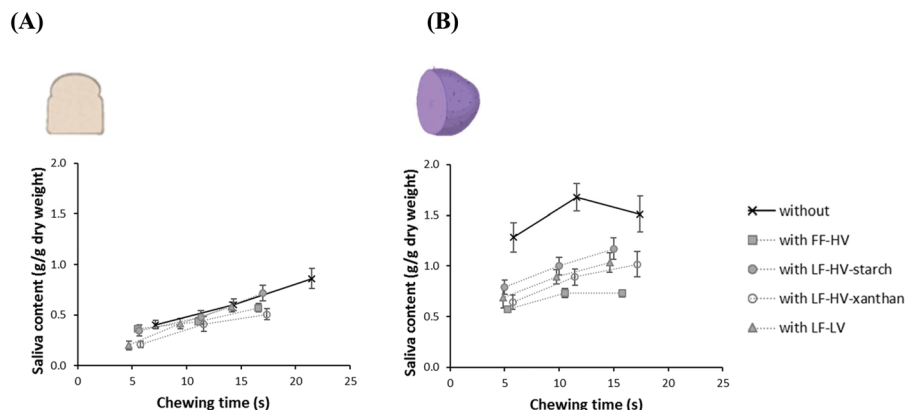 (A)
(B)
Saliva content (g/g dry weight)
2.0
1.5
1.0
0.5
0.0
0 5 10 15 20 25
Chewing time (s)
Saliva content (g/g dry weight)
2.0
1.5
1.0
0.5
0.0
0 5 10 15 20 25
Chewing time (s)
without
with FF-HV
with LF-HV-starch
with LF-HV-xanthan
with LF-LV